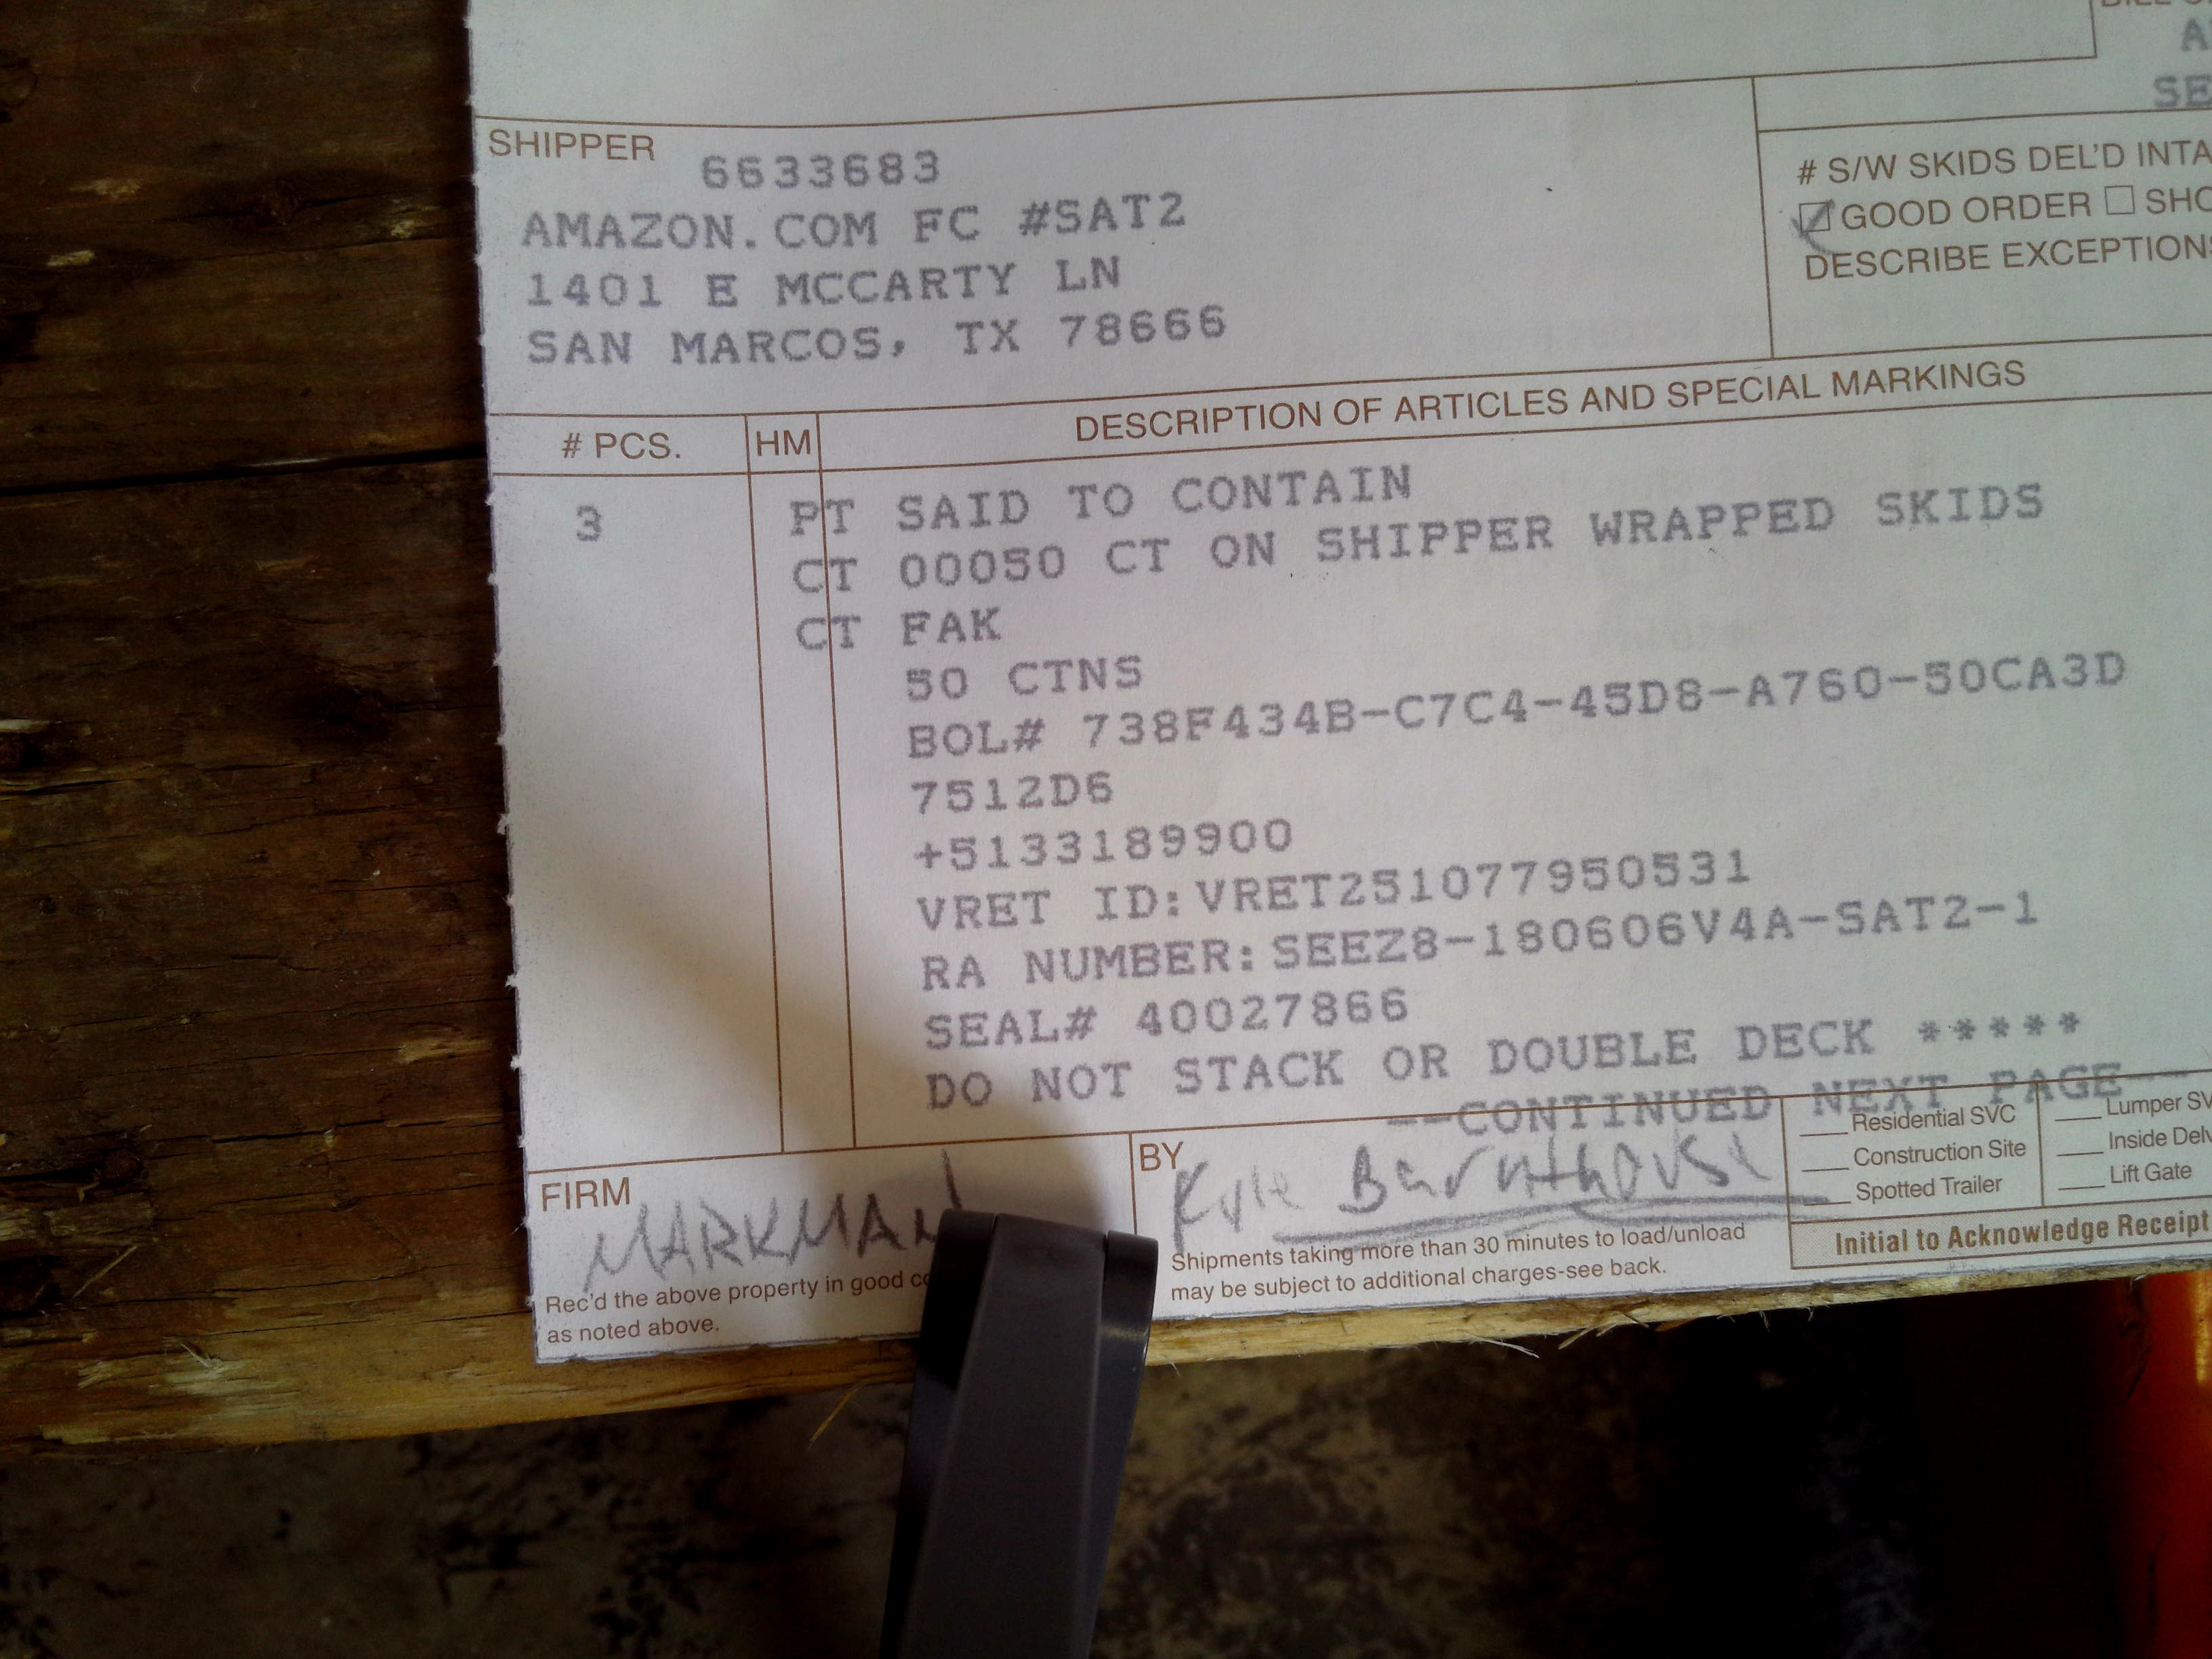 SHIPPER
6633683
AMAZON.COM FC #SAT2
1401 E MCCARTY LN
SAN MARCOS, TX 78666
SE
# S/W SKIDS DEL'D
GOOD ORDER
DESCRIBE
# PCS. HM DESCRIPTION OF ARTICLES AND SPECIAL MARKINGS
3 PT SAID TO CONTAIN
CT 00050 CT ON SHIPPER WRAPPED SKIDS
CT FAK
50 CTNS
BOL# 738F434B-C7C4-45D8-A760-50CA3D
7512D6
+5133189900
VRET ID:VRET251077950531
RA NUMBER:SEEZ8-180606V4A-SAT2-1
SEAL# 40027866
DO NOT STACK OR DOUBLE DECK *****
--CONTINUED NEXT PAGE--
FIRM MARKMAN
Rec'd the above property in good
as noted above.
BY Kyle Barnthouse
Shipments taking more than 30 minutes to load/unload
may be subject to additional charges-see back.
Residential SVC
Construction Site
Spotted Trailer
Lumper
Inside
Lift Gate
Initial to Acknowledge Receipt